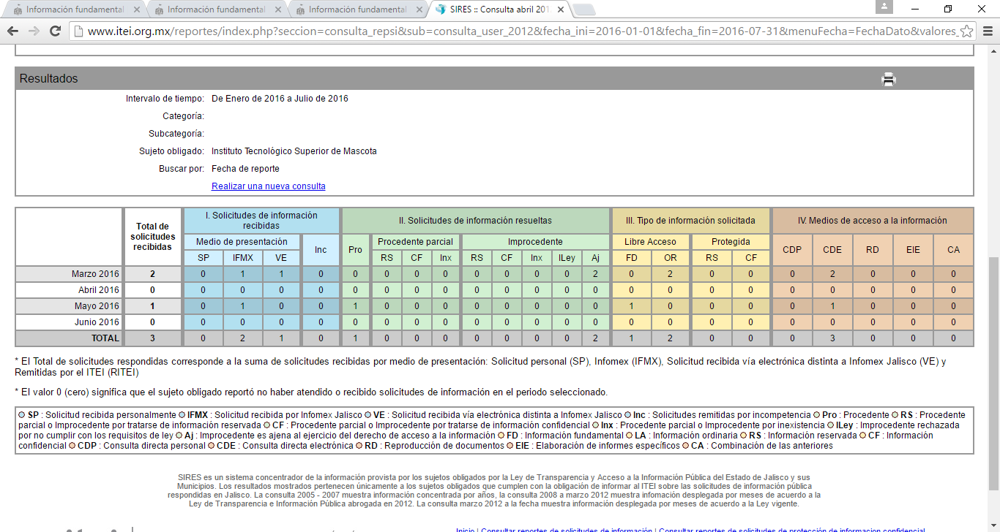 Información fundamental
Información fundamental
Información fundamental
SIRES :: Consulta abril 201
www.itei.org.mx/reportes/index.php?seccion=consulta_repsi&sub=consulta_user_2012&fecha_ini=2016-01-01&fecha_fin=2016-07-31&menuFecha=FechaDato&valores_
Resultados
Intervalo de tiempo: De Enero de 2016 a Julio de 2016
Categoría:
Subcategoría:
Sujeto obligado: Instituto Tecnológico Superior de Mascota
Buscar por: Fecha de reporte
Realizar una nueva consulta
Total de solicitudes recibidas
I. Solicitudes de información recibidas
II. Solicitudes de información resueltas
III. Tipo de información solicitada
IV. Medios de acceso a la información
Medio de presentación Inc Pro Procedente parcial Improcedente Libre Acceso Protegida CDP CDE RD EIE CA
SP IFMX VE RS CF Inx RS CF Inx ILey Aj FD OR RS CF
Marzo 2016 2 0 1 1 0 0 0 0 0 0 0 0 0 2 0 2 0 0 0 2 0 0 0
Abril 2016 0 0 0 0 0 0 0 0 0 0 0 0 0 0 0 0 0 0 0 0 0 0 0
Mayo 2016 1 0 1 0 0 1 0 0 0 0 0 0 0 0 1 0 0 0 0 1 0 0 0
Junio 2016 0 0 0 0 0 0 0 0 0 0 0 0 0 0 0 0 0 0 0 0 0 0 0
TOTAL 3 0 2 1 0 1 0 0 0 0 0 0 0 2 1 2 0 0 0 3 0 0 0
* El Total de solicitudes respondidas corresponde a la suma de solicitudes recibidas por medio de presentación: Solicitud personal (SP), Infomex (IFMX), Solicitud recibida vía electrónica distinta a Infomex Jalisco (VE) y
Remitidas por el ITEI (RITEI)
* El valor 0 (cero) significa que el sujeto obligado reportó no haber atendido o recibido solicitudes de información en el periodo seleccionado.
SP : Solicitud recibida personalmente IFMX : Solicitud recibida por Infomex Jalisco VE : Solicitud recibida vía electrónica distinta a Infomex Jalisco Inc : Solicitudes remitidas por incompetencia Pro : Procedente RS : Procedente
parcial o Improcedente por tratarse de información reservada CF : Procedente parcial o Improcedente por tratarse de información confidencial Inx : Procedente parcial o Improcedente por inexistencia ILey : Improcedente rechazada
por no cumplir con los requisitos de ley Aj : Improcedente es ajena al ejercicio del derecho de acceso a la información FD : Información fundamental LA : Información ordinaria RS : Información reservada CF : Información
confidencial CDP : Consulta directa personal CDE : Consulta directa electrónica RD : Reproducción de documentos EIE : Elaboración de informes específicos CA : Combinación de las anteriores
SIRES es un sistema concentrador de la información provista por los sujetos obligados por la Ley de Transparencia y Acceso a la Información Pública del Estado de Jalisco y sus
Municipios. Los resultados mostrados pertenecen únicamente a los sujetos obligados que cumplen con la obligación de informar al ITEI sobre las solicitudes de información pública
respondidas en Jalisco. La consulta 2005 - 2007 muestra información concentrada por años, la consulta 2008 a marzo 2012 muestra infomación desplegada por meses de acuerdo a la
Ley de Transparencia e Información Pública abrogada en 2012. La consulta marzo 2012 a la fecha muestra información desplegada por meses de acuerdo a la Ley vigente.
Inicio | Consultar reportes de solicitudes de información | Consultar reportes de solicitudes de protección de informacion confidencial